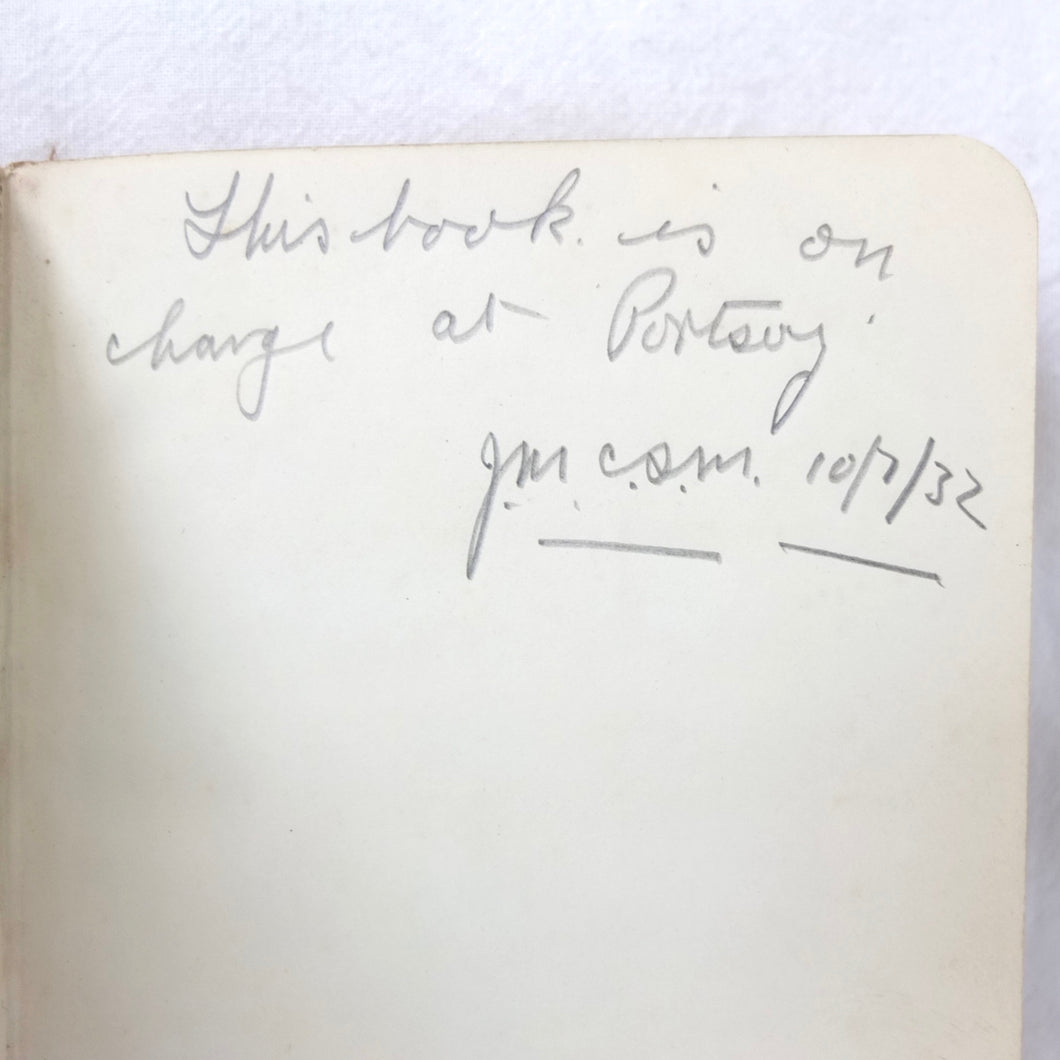 This book. is on
charge at Portsoy.
J.M. C.S.M. 10/7/32